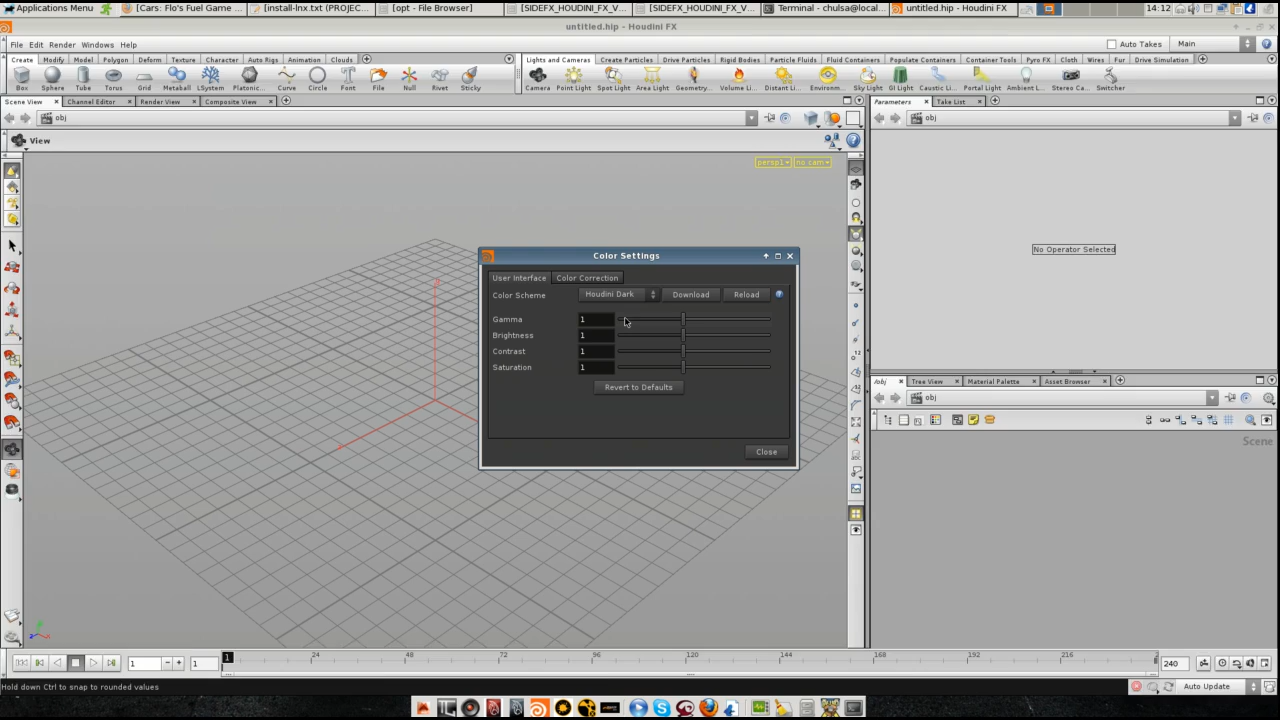 Applications Menu [Cars: Flo's Fuel Game ... [install-lnx.txt (PROJEC... [opt - File Browser] [SIDEFX_HOUDINI_FX_V... [SIDEFX_HOUDINI_FX_V... Terminal - chulsa@local... untitled.hip - Houdini FX 14:12
untitled.hip - Houdini FX
File Edit Render Windows Help Auto Takes Main
Create Modify Model Polygon Deform Texture Character Auto Rigs Animation Clouds Lights and Cameras Create Particles Drive Particles Rigid Bodies Particle Fluids Fluid Containers Populate Containers Container Tools Pyro FX Cloth Wires Fur Drive Simulation
Box Sphere Tube Torus Grid LSystem Metaball Platonic... Curve Circle Font File Null Rivet Sticky Camera Point Light Spot Light Area Light Geometry... Volume Li... Distant Li... Environm... Sky Light GI Light Caustic Li... Portal Light Ambient L... Stereo Ca... Switcher
Scene View Channel Editor Render View Composite View Parameters Take List
obj obj
View
persp1 no cam
No Operator Selected
Color Settings
User Interface Color Correction
Color Scheme Houdini Dark Download Reload
Gamma 1
Brightness 1
Contrast 1
Saturation 1
Revert to Defaults
Close
/obj Tree View Material Palette Asset Browser
obj
Scene
1 1 1 24 48 72 96 120 144 168 192 216 240
Hold down Ctrl to snap to rounded values Auto Update